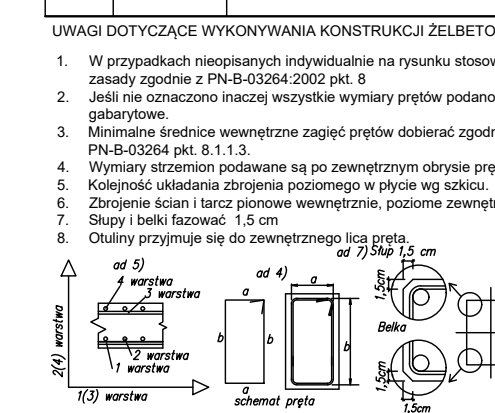 UWAGI DOTYCZĄCE WYKONYWANIA KONSTRUKCJI ŻELBETO
1. W przypadkach nieopisanych indywidualnie na rysunku stosow
zasady zgodnie z PN-B-03264:2002 pkt. 8
2. Jeśli nie oznaczono inaczej wszystkie wymiary prętów podano
gabarytowe.
3. Minimalne średnice wewnętrzne zagięć prętów dobierać zgodn
PN-B-03264 pkt. 8.1.1.3.
4. Wymiary strzemion podawane są po zewnętrznym obrysie prę
5. Kolejność układania zbrojenia poziomego w płycie wg szkicu.
6. Zbrojenie ścian i tarcz pionowe wewnętrznie, poziome zewnętr
7. Słupy i belki fazować 1,5 cm
8. Otuliny przyjmuje się do zewnętrznego lica pręta.
ad 5)
4 warstwa
3 warstwa
2 warstwa
1 warstwa
2(4) warstwa
1(3) warstwa
ad 4)
a
a
b
b
b
a
schemat pręta
ad 7) Słup 1,5 cm
1,5cm
Belka
1,5cm
1.5cm